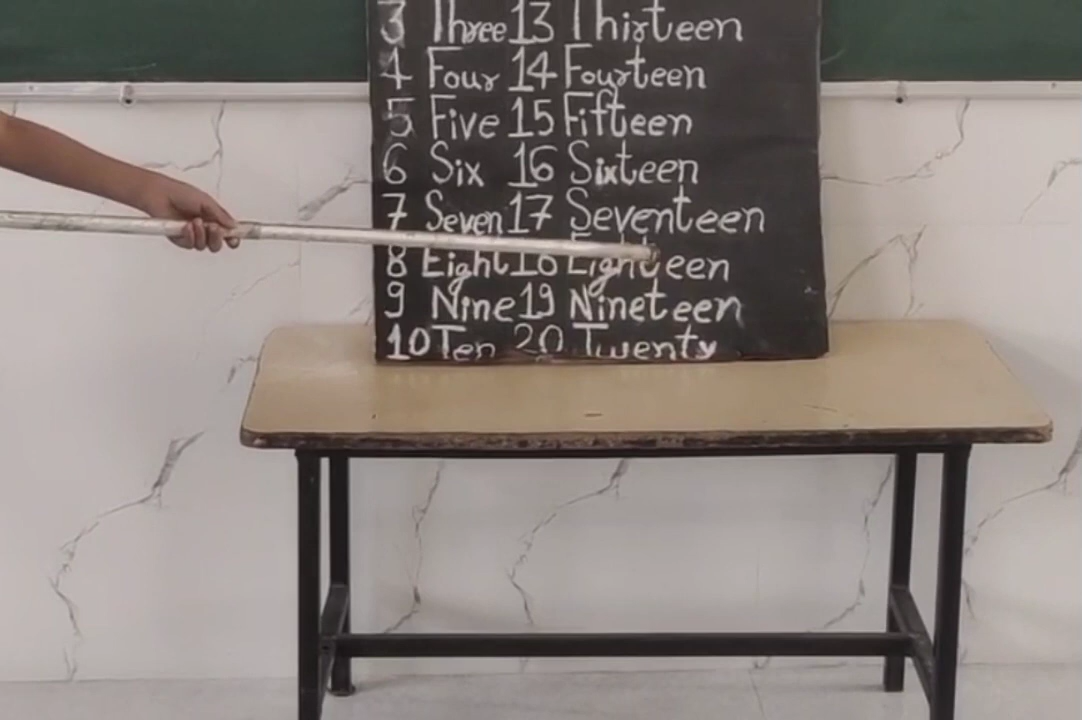 3 Three 13 Thirteen
4 Four 14 Fourteen
5 Five 15 Fifteen
6 Six 16 Sixteen
7 Seven 17 Seventeen
8 Eight 18 Eighteen
9 Nine 19 Nineteen
10 Ten 20 Twenty